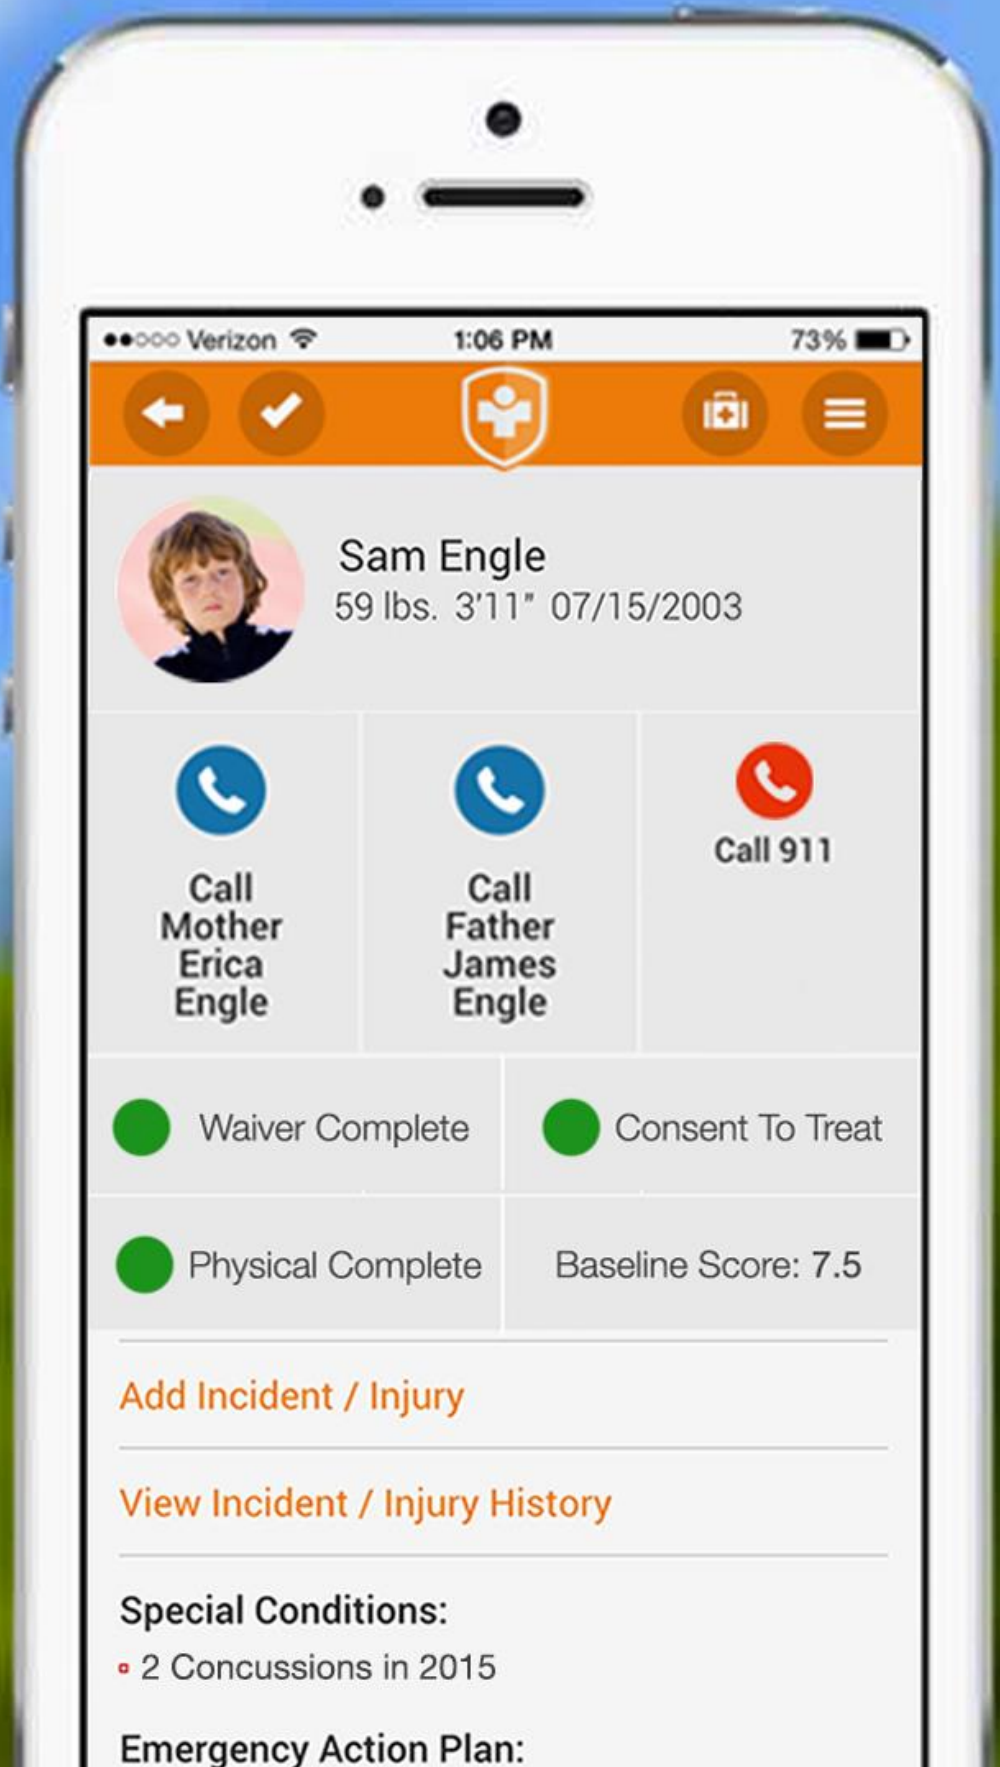 Verizon 1:06 PM 73%
Sam Engle
59 lbs. 3'11" 07/15/2003
Call
Mother
Erica
Engle
Call
Father
James
Engle
Call 911
Waiver Complete
Consent To Treat
Physical Complete
Baseline Score: 7.5
Add Incident / Injury
View Incident / Injury History
Special Conditions:
2 Concussions in 2015
Emergency Action Plan: